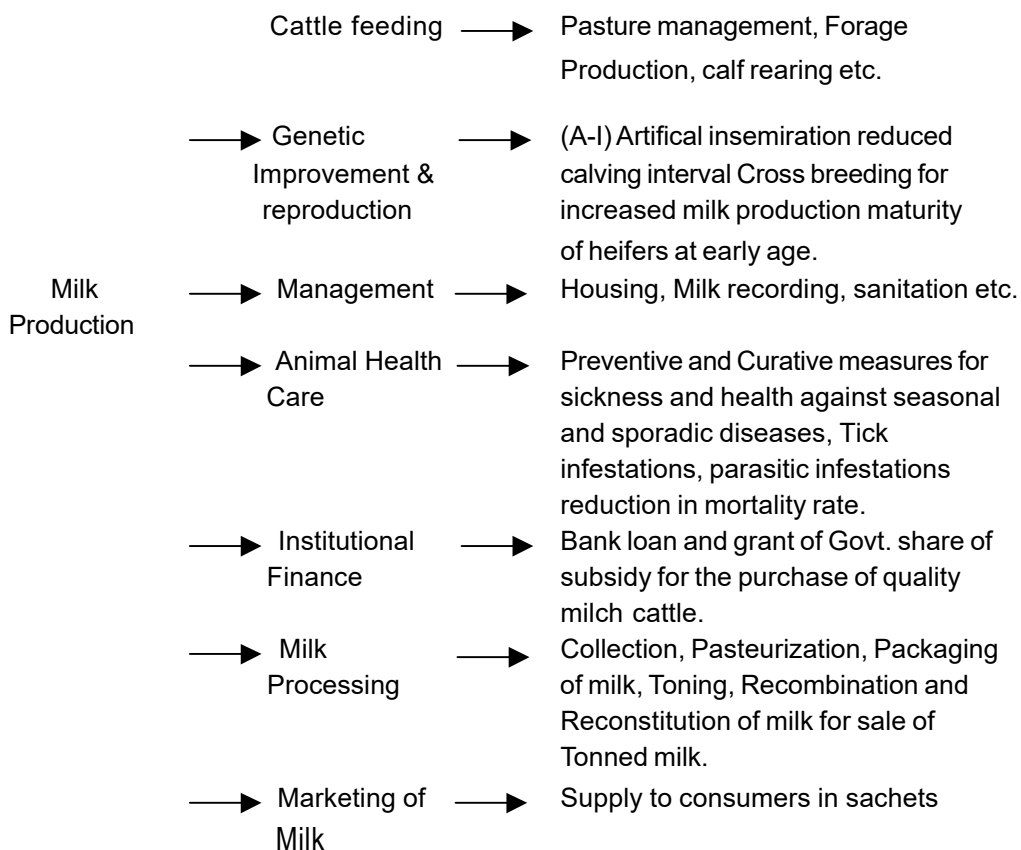 Cattle feeding
Pasture management, Forage
Production, calf rearing etc.
Genetic
Improvement &
reproduction
(A-I) Artifical insemiration reduced
calving interval Cross breeding for
increased milk production maturity
of heifers at early age.
Milk
Production
Management
Housing, Milk recording, sanitation etc.
Animal Health
Care
Preventive and Curative measures for
sickness and health against seasonal
and sporadic diseases, Tick
infestations, parasitic infestations
reduction in mortality rate.
Institutional
Finance
Bank loan and grant of Govt. share of
subsidy for the purchase of quality
milch cattle.
Milk
Processing
Collection, Pasteurization, Packaging
of milk, Toning, Recombination and
Reconstitution of milk for sale of
Tonned milk.
Marketing of
Milk
Supply to consumers in sachets